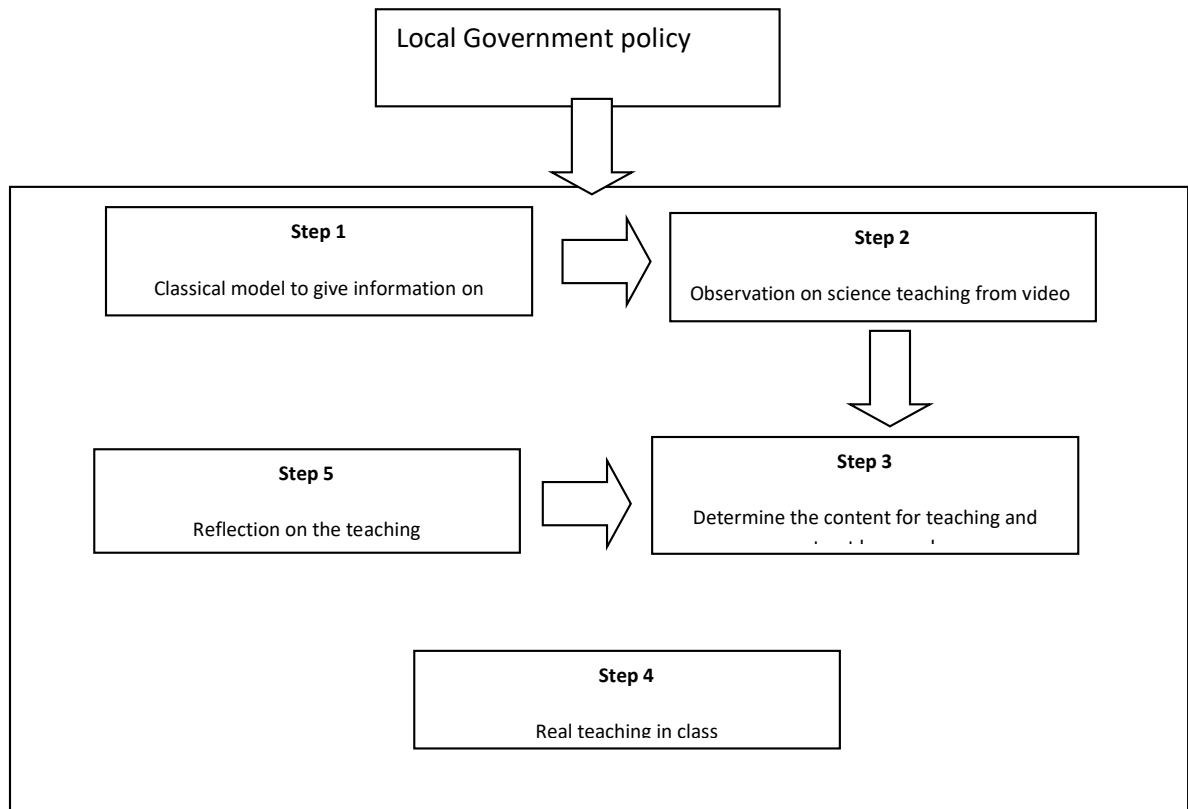 Local Government policy
Step 1
Classical model to give information on
Step 2
Observation on science teaching from video
Step 3
Determine the content for teaching and
Step 5
Reflection on the teaching
Step 4
Real teaching in class